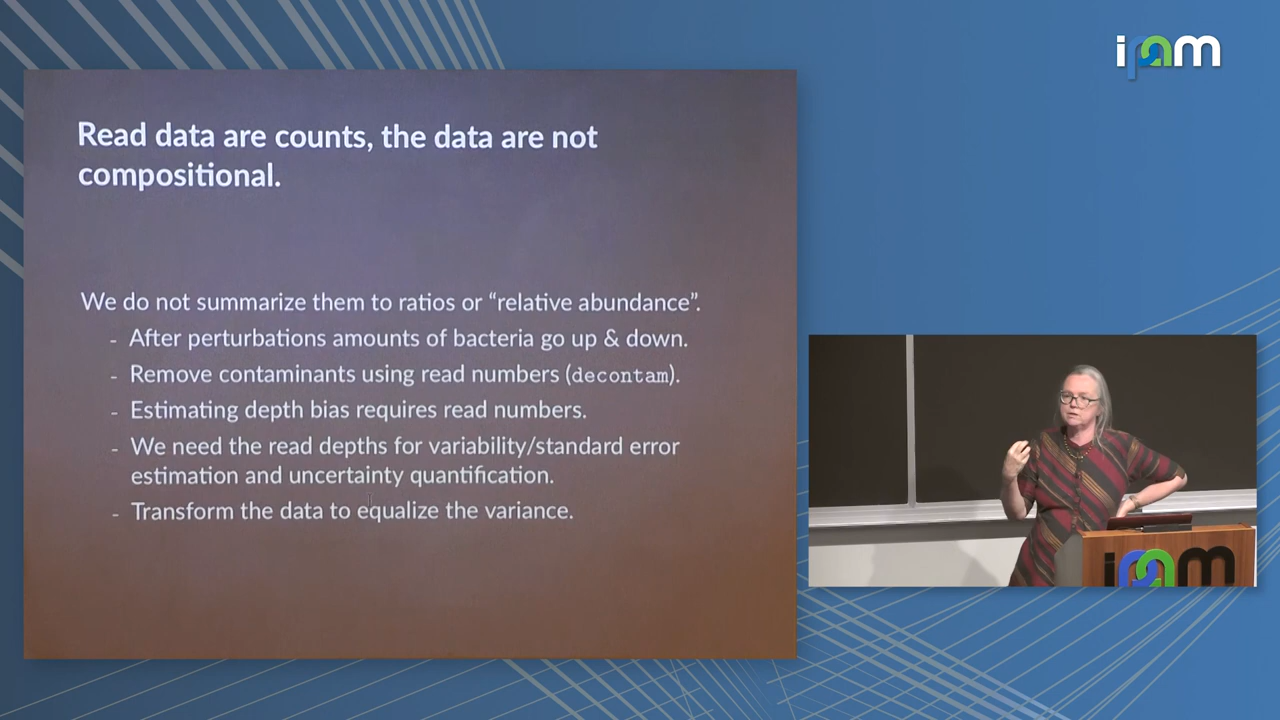 ipam
Read data are counts, the data are not
compositional.
We do not summarize them to ratios or “relative abundance”.
- After perturbations amounts of bacteria go up & down.
- Remove contaminants using read numbers (decontam).
- Estimating depth bias requires read numbers.
- We need the read depths for variability/standard error
estimation and uncertainty quantification.
- Transform the data to equalize the variance.
ipam